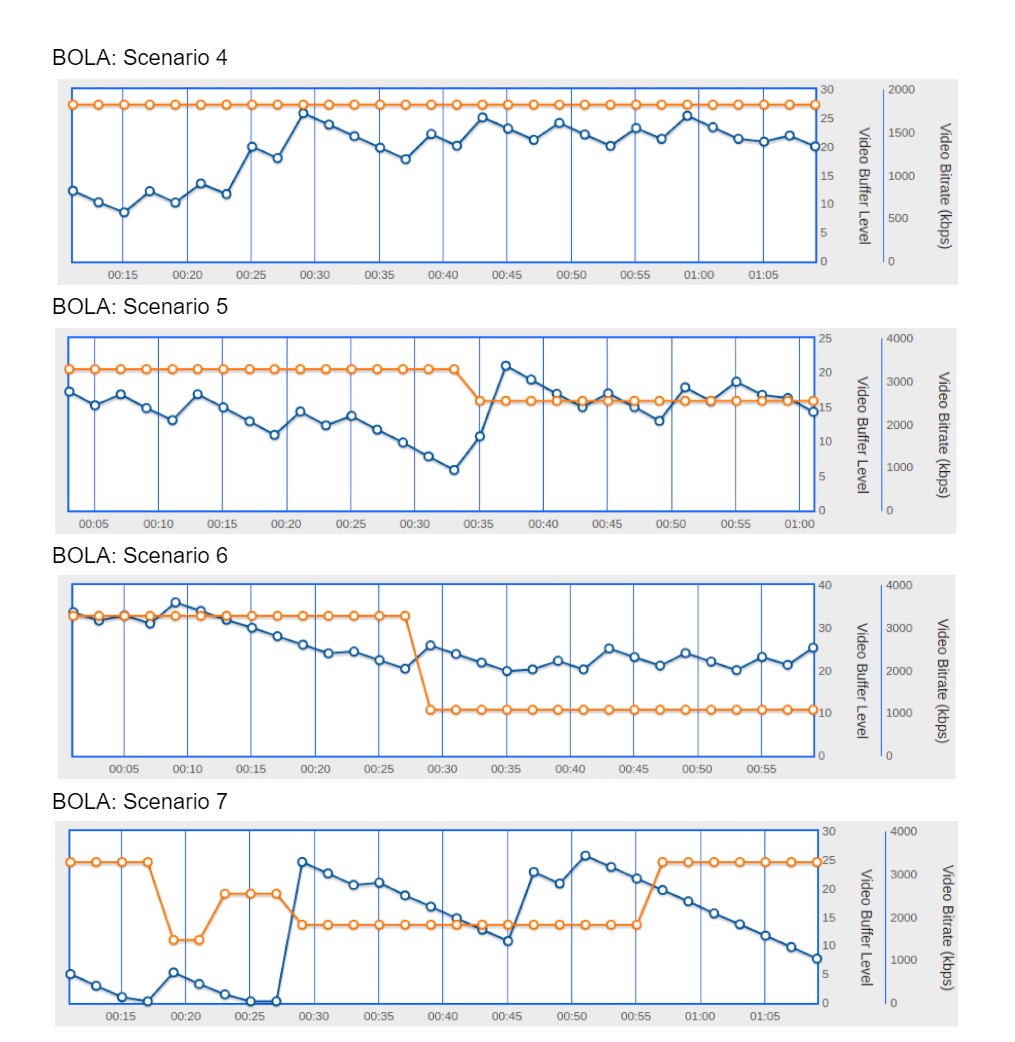 BOLA: Scenario 4
30
25
20
15
10
5
0
Video Buffer Level
2000
1500
1000
500
0
Video Bitrate (kbps)
00:15 00:20 00:25 00:30 00:35 00:40 00:45 00:50 00:55 01:00 01:05
BOLA: Scenario 5
25
20
15
10
5
0
Video Buffer Level
4000
3000
2000
1000
0
Video Bitrate (kbps)
00:05 00:10 00:15 00:20 00:25 00:30 00:35 00:40 00:45 00:50 00:55 01:00
BOLA: Scenario 6
40
30
20
10
0
Video Buffer Level
4000
3000
2000
1000
0
Video Bitrate (kbps)
00:05 00:10 00:15 00:20 00:25 00:30 00:35 00:40 00:45 00:50 00:55
BOLA: Scenario 7
30
25
20
15
10
5
0
Video Buffer Level
4000
3000
2000
1000
0
Video Bitrate (kbps)
00:15 00:20 00:25 00:30 00:35 00:40 00:45 00:50 00:55 01:00 01:05